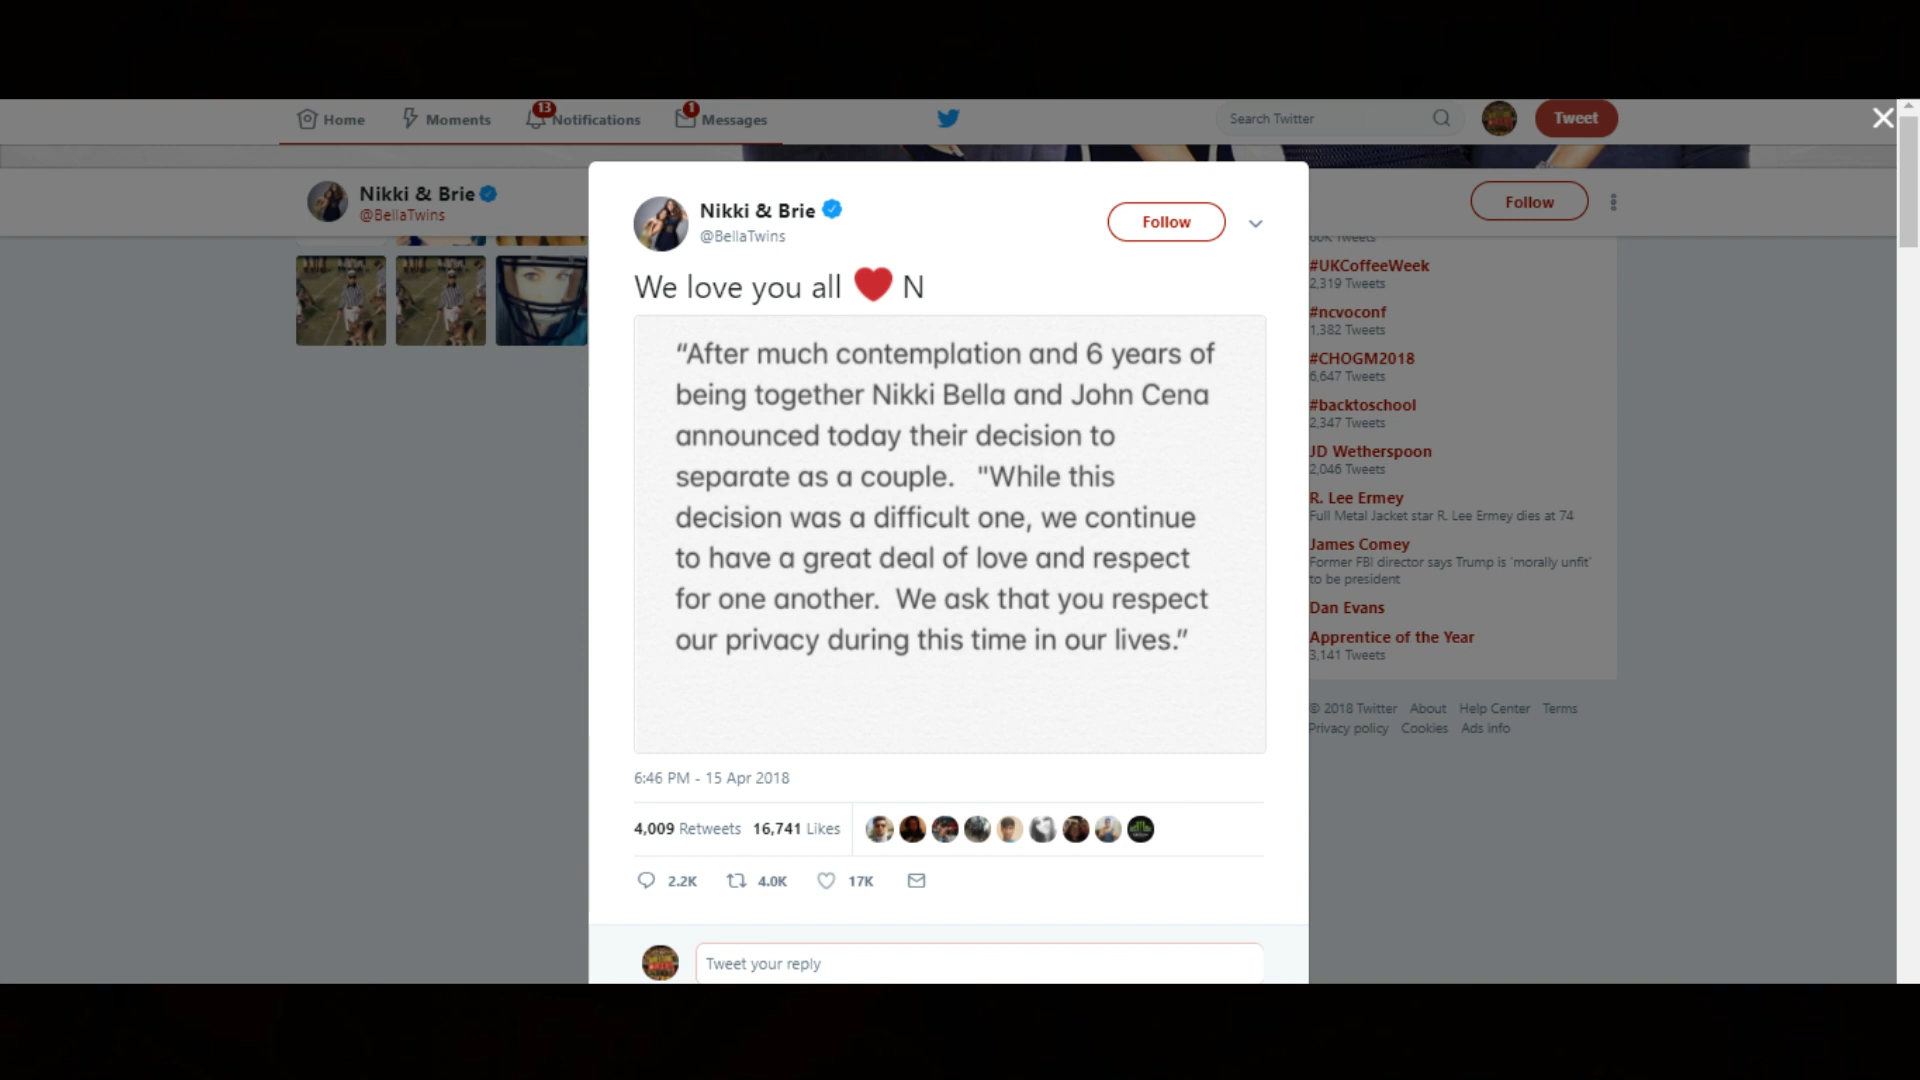 Home
Moments
13
Notifications
1
Messages
Search Twitter
Tweet
Nikki & Brie
@BellaTwins
Follow
Nikki & Brie
@BellaTwins
Follow
We love you all ❤ N
“After much contemplation and 6 years of
being together Nikki Bella and John Cena
announced today their decision to
separate as a couple.   "While this
decision was a difficult one, we continue
to have a great deal of love and respect
for one another.  We ask that you respect
our privacy during this time in our lives.”
6:46 PM - 15 Apr 2018
4,009 Retweets 16,741 Likes
2.2K
4.0K
17K
Tweet your reply
Tweets
#UKCoffeeWeek
2,319 Tweets
#ncvoconf
1,382 Tweets
#CHOGM2018
6,647 Tweets
#backtoschool
2,347 Tweets
JD Wetherspoon
2,046 Tweets
R. Lee Ermey
Full Metal Jacket star R. Lee Ermey dies at 74
James Comey
Former FBI director says Trump is 'morally unfit'
to be president
Dan Evans
Apprentice of the Year
3,141 Tweets
© 2018 Twitter About Help Center Terms
Privacy policy Cookies Ads info